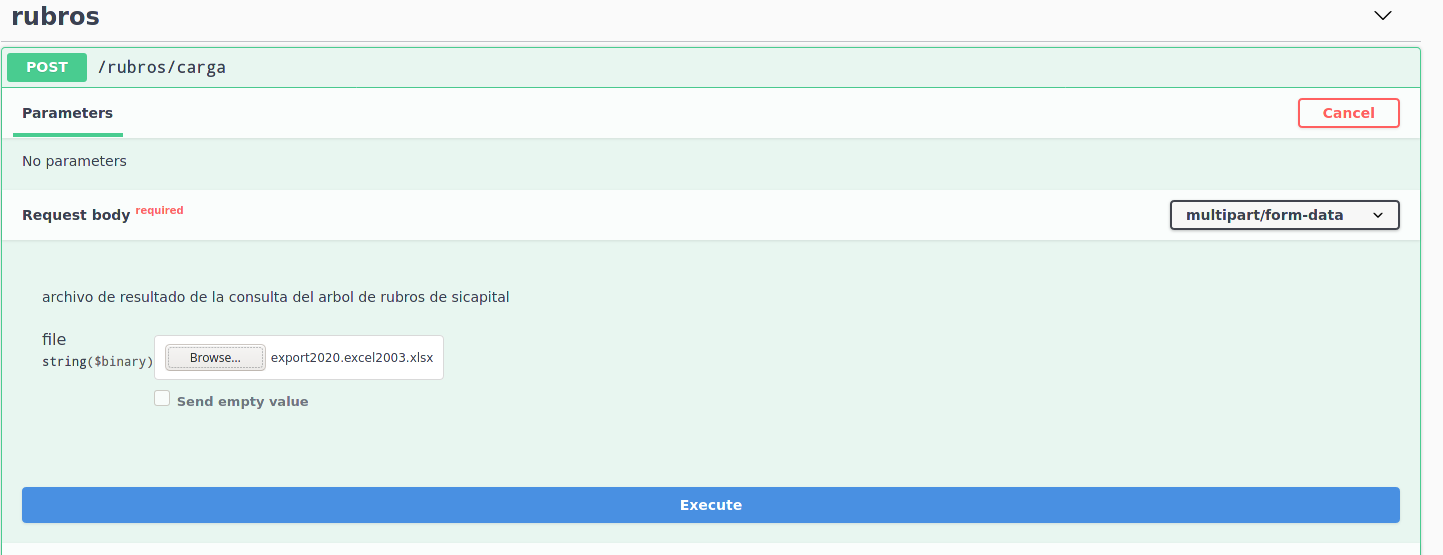 rubros
POST /rubros/carga
Parameters Cancel
No parameters
Request body required multipart/form-data
archivo de resultado de la consulta del arbol de rubros de sicapital
file
string($binary) Browse... export2020.excel2003.xlsx
Send empty value
Execute